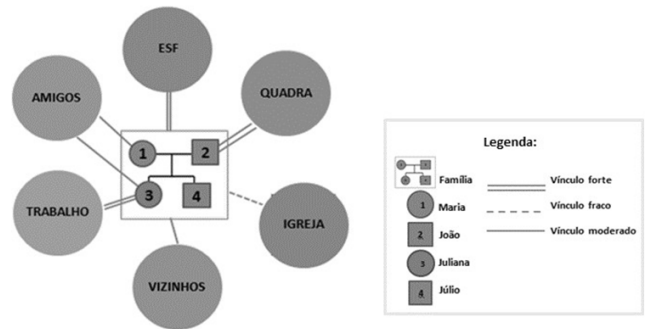 ESF
AMIGOS
QUADRA
1
2
3
4
TRABALHO
IGREJA
VIZINHOS
Legenda:
Família
Vínculo forte
1
Maria
Vínculo fraco
2
João
Vínculo moderado
3
Juliana
4
Júlio